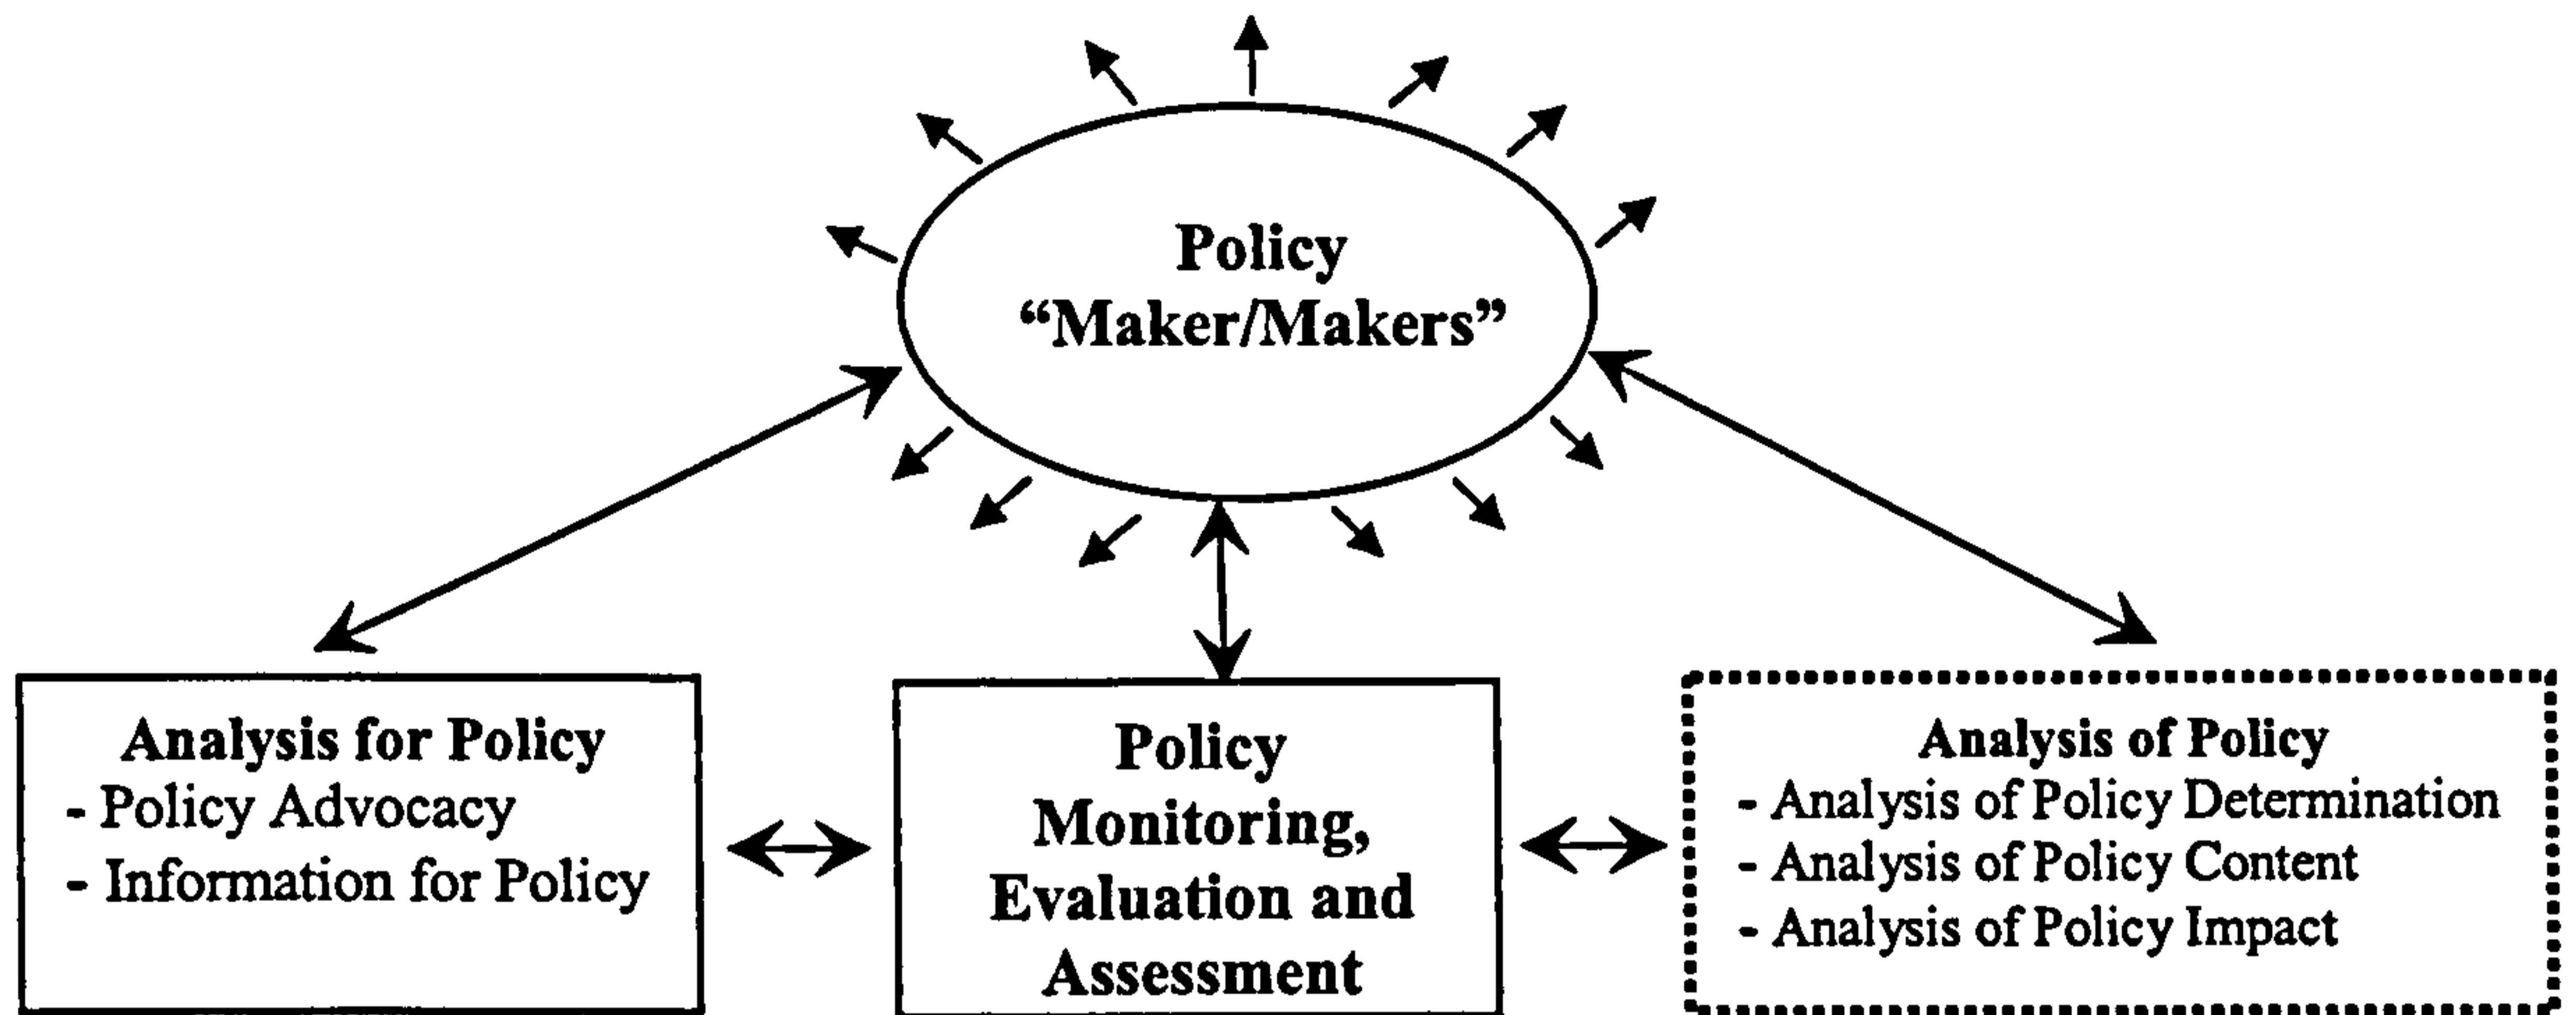 Policy
“Maker/Makers”
Analysis for Policy
- Policy Advocacy
- Information for Policy
Policy
Monitoring,
Evaluation and
Assessment
Analysis of Policy
- Analysis of Policy Determination
- Analysis of Policy Content
- Analysis of Policy Impact